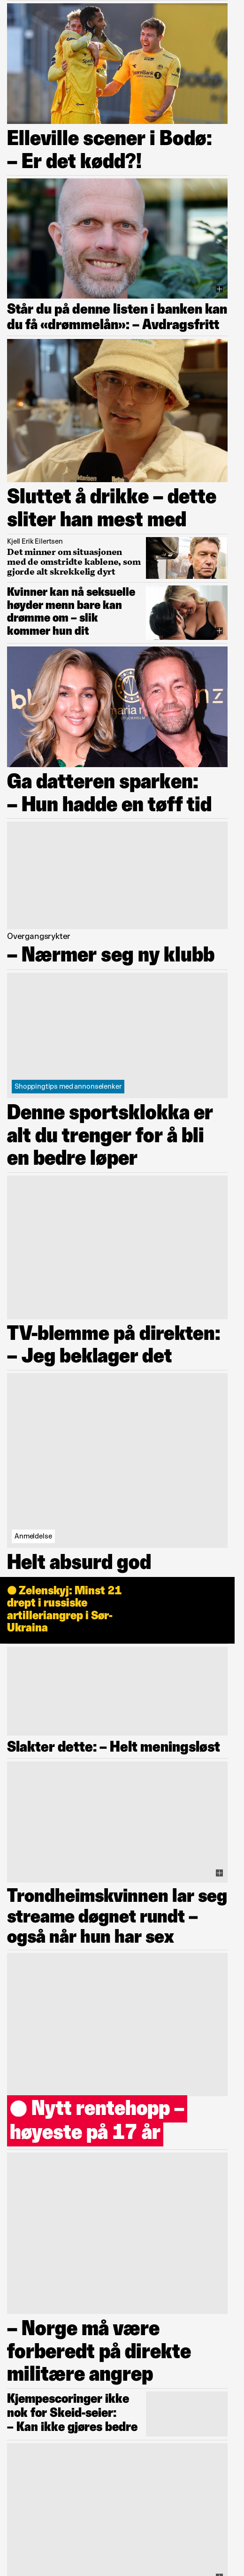 Elleville scener i Bodø:
– Er det kødd?!
Står du på denne listen i banken kan
du få «drømmelån»: – Avdragsfritt
Sluttet å drikke – dette
sliter han mest med
Kjell Erik Eilertsen
Det minner om situasjonen
med de omstridte kablene, som
gjorde alt skrekkelig dyrt
Kvinner kan nå seksuelle
høyder menn bare kan
drømme om – slik
kommer hun dit
Ga datteren sparken:
– Hun hadde en tøff tid
Overgangsrykter
– Nærmer seg ny klubb
Shoppingtips med annonselenker
Denne sportsklokka er
alt du trenger for å bli
en bedre løper
TV-blemme på direkten:
– Jeg beklager det
Anmeldelse
Helt absurd god
● Zelenskyj: Minst 21
drept i russiske
artilleriangrep i Sør-
Ukraina
Slakter dette: – Helt meningsløst
Trondheimskvinnen lar seg
streame døgnet rundt –
også når hun har sex
● Nytt rentehopp –
høyeste på 17 år
– Norge må være
forberedt på direkte
militære angrep
Kjempescoringer ikke
nok for Skeid-seier:
– Kan ikke gjøres bedre